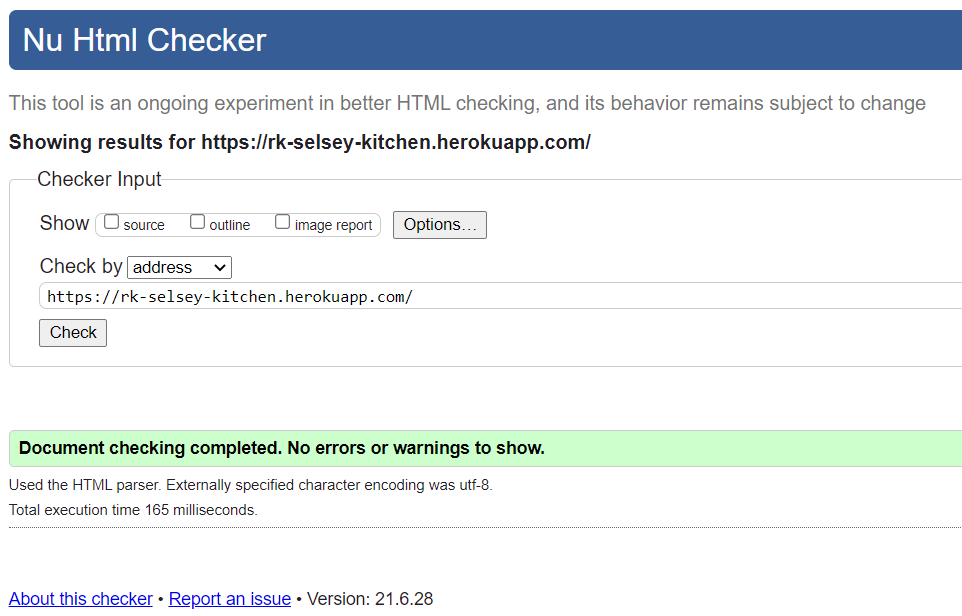 Nu Html Checker
This tool is an ongoing experiment in better HTML checking, and its behavior remains subject to change
Showing results for https://rk-selsey-kitchen.herokuapp.com/
Checker Input
Show source outline image report Options...
Check by address
https://rk-selsey-kitchen.herokuapp.com/
Check
Document checking completed. No errors or warnings to show.
Used the HTML parser. Externally specified character encoding was utf-8.
Total execution time 165 milliseconds.
About this checker • Report an issue • Version: 21.6.28